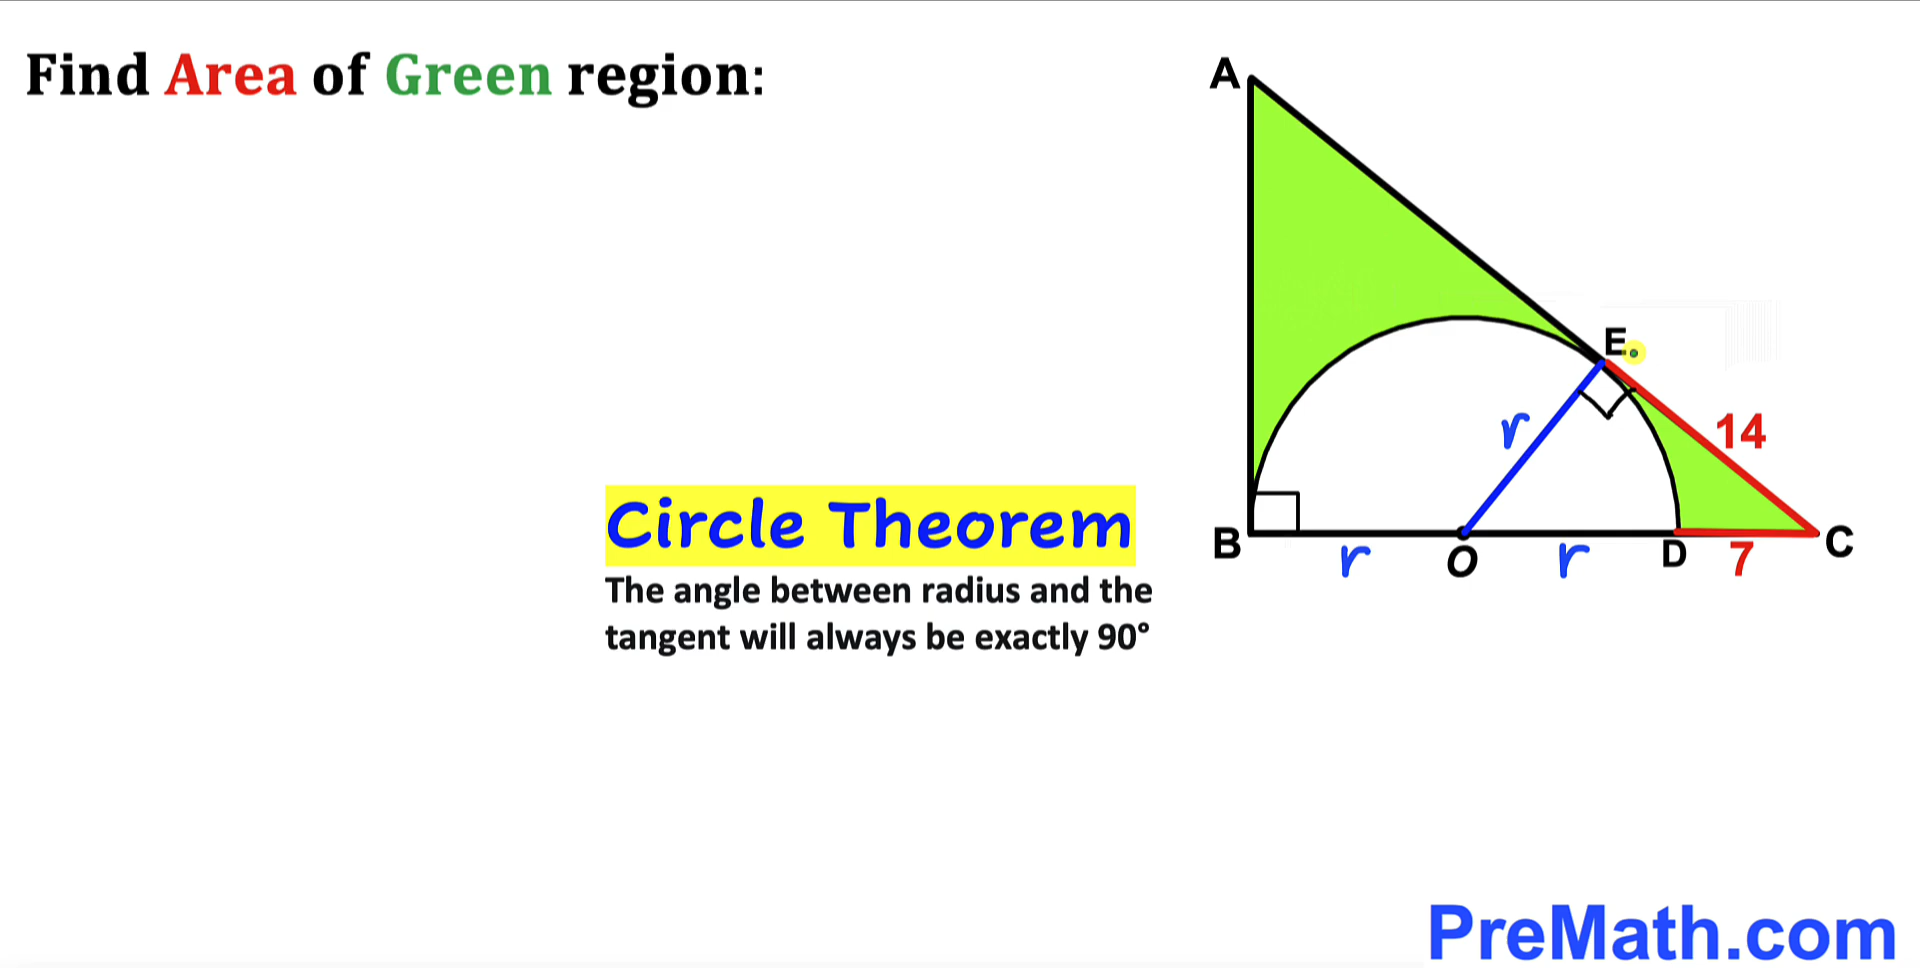 Find Area of Green region:
A
E
r
14
Circle Theorem
B
r
O
r
D
7
C
The angle between radius and the
tangent will always be exactly 90°
PreMath.com